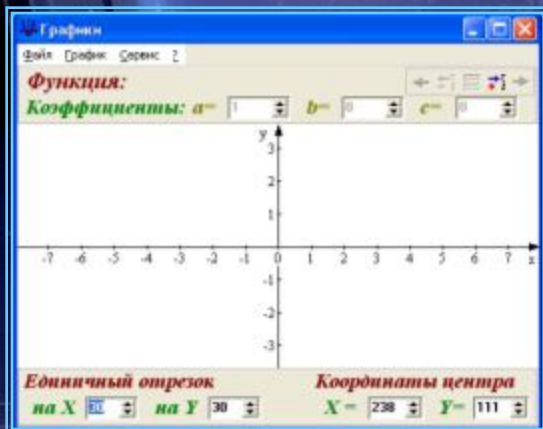 Графики
Файл График Сервис ?
Функция:
Коэффициенты: a= 1 b= 0 c= 0
y
3
2
1
-7 -6 -5 -4 -3 -2 -1 0 1 2 3 4 5 6 7 x
-1
-2
-3
Единичный отрезок Координаты центра
на X 30 на Y 30 X = 238 Y= 111